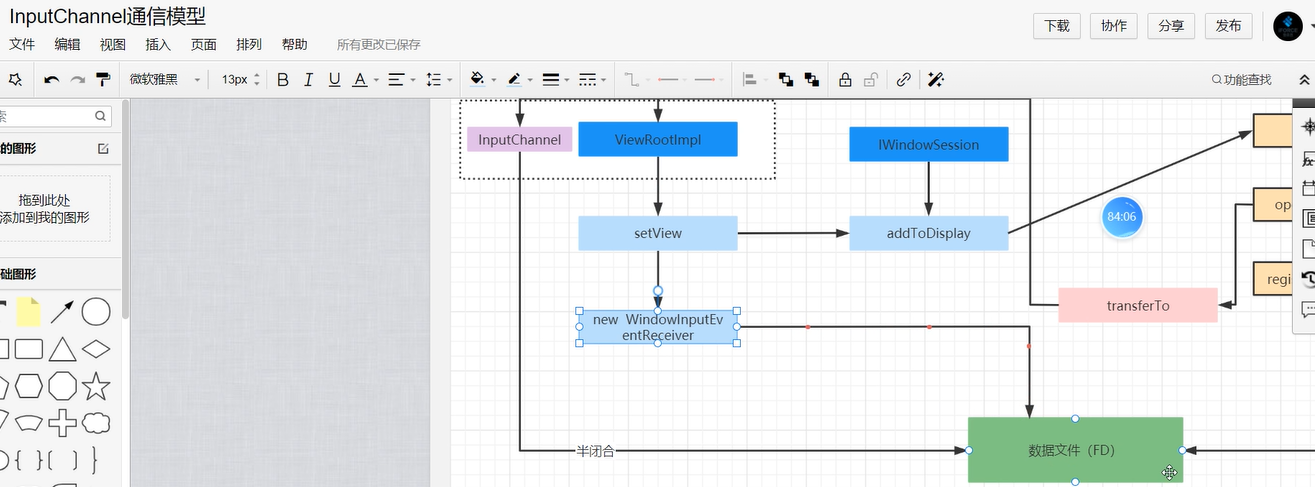 InputChannel通信模型
下载
协作
分享
发布
文件
编辑
视图
插入
页面
排列
帮助
所有更改已保存
微软雅黑
13px
B
I
U
A
功能查找
索
的图形
拖到此处
添加到我的图形
础图形
InputChannel
ViewRootImpl
IWindowSession
setView
addToDisplay
84:06
op
regi
transferTo
new WindowInputEv
entReceiver
半闭合
数据文件（FD）